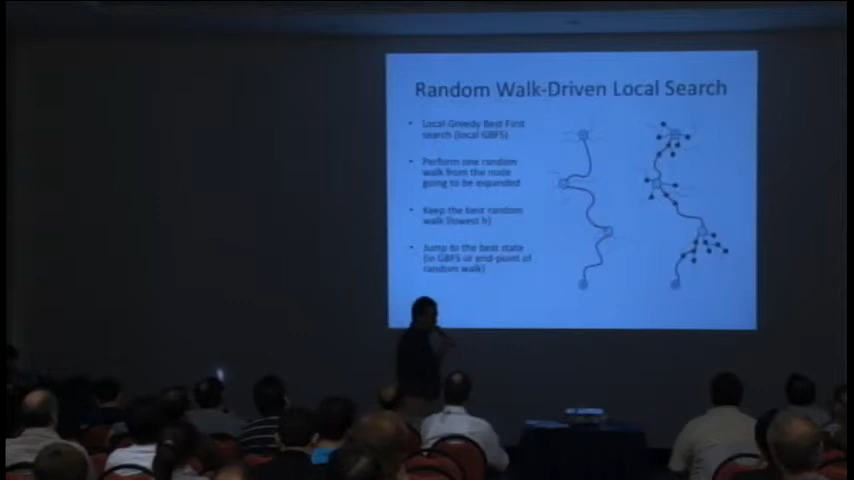 Random Walk-Driven Local Search
• Local Greedy Best First
search (local GBFS)
• Perform one random
walk from the node
going to be expanded
• Keep the best random
walk (lowest h)
• Jump to the best state
(in GBFS or end-point of
random walk)